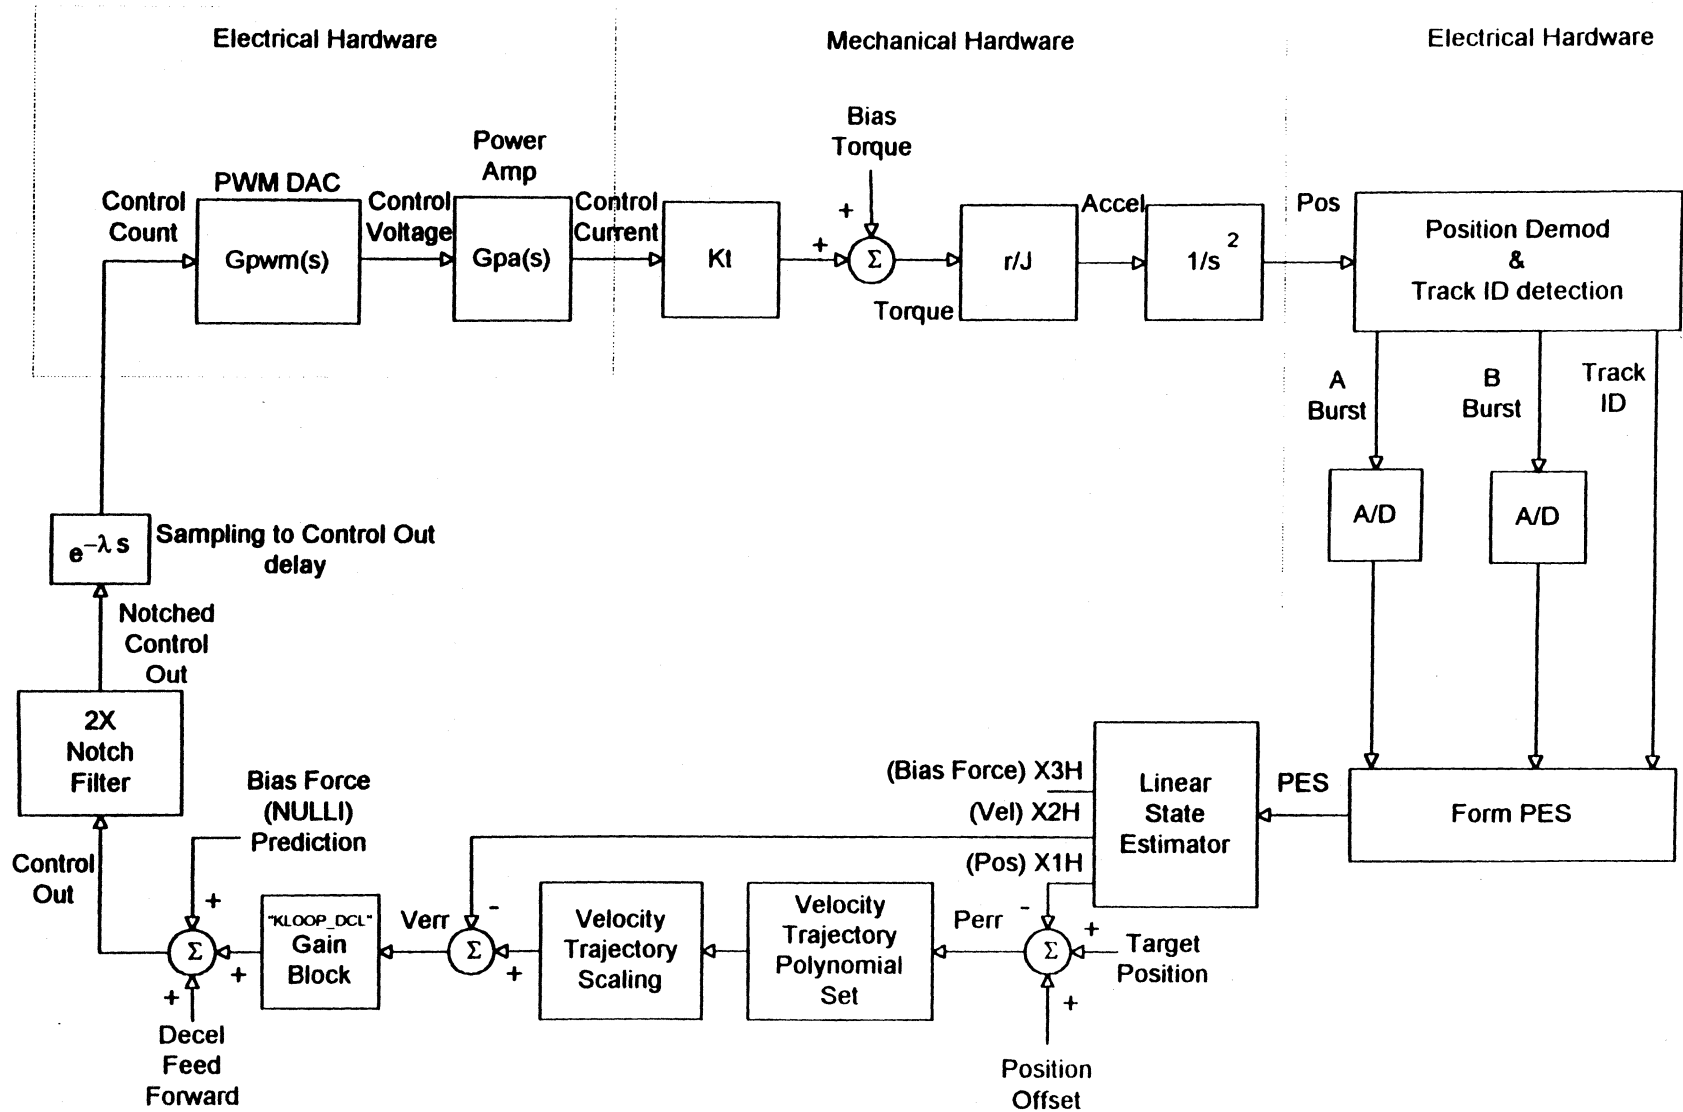 Electrical Hardware
Mechanical Hardware
Electrical Hardware
Bias
Torque
Power
Amp
PWM DAC
Control
Count
Gpwm(s)
Control
Voltage
Gpa(s)
Control
Current
Kt
+
+
Σ
Torque
r/J
Accel
1/s²
Pos
Position Demod
&
Track ID detection
A
Burst
B
Burst
Track
ID
A/D
A/D
e−λ s
Sampling to Control Out
delay
Notched
Control
Out
2X
Notch
Filter
Bias Force
(NULLI)
Prediction
(Bias Force) X3H
(Vel) X2H
(Pos) X1H
Linear
State
Estimator
PES
Form PES
Control
Out
+
Σ
+
+
"KLOOP_DCL"
Gain
Block
Verr
-
Σ
+
Velocity
Trajectory
Scaling
Velocity
Trajectory
Polynomial
Set
Perr
-
Σ
+
+
Target
Position
Decel
Feed
Forward
Position
Offset